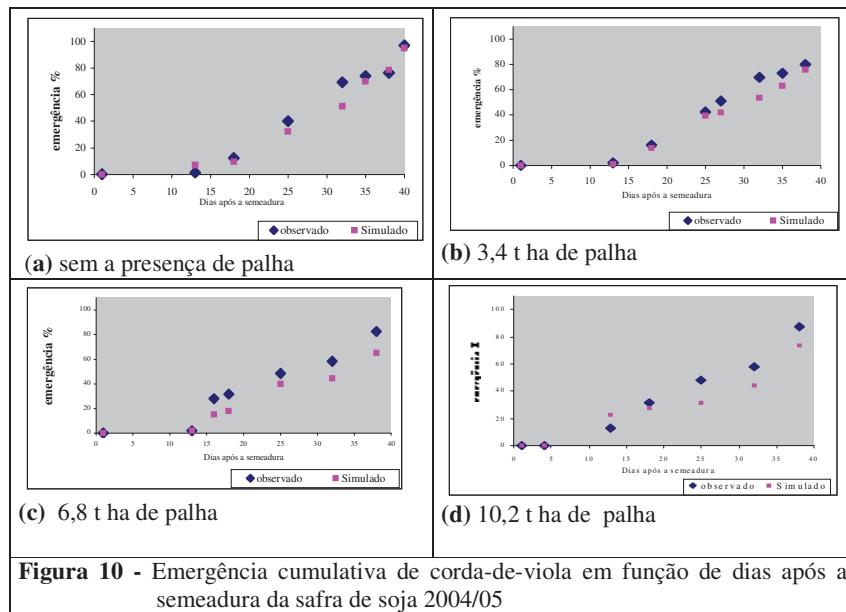 100
80
60
40
20
0
emergência %
0 5 10 15 20 25 30 35 40
Dias após a semeadura
observado Simulado
(a) sem a presença de palha
100
80
60
40
20
0
emergência %
0 5 10 15 20 25 30 35 40
Dias após a semeadura
observado Simulado
(b) 3,4 t ha de palha
100
80
60
40
20
0
emergência %
0 5 10 15 20 25 30 35 40
Dias após a semeadura
observado Simulado
(c) 6,8 t ha de palha
100
80
60
40
20
0
0 5 10 15 20 25 30 35 40
Dias após a semeadura
observado Simulado
(d) 10,2 t ha de palha
Figura 10 - Emergência cumulativa de corda-de-viola em função de dias após a
semeadura da safra de soja 2004/05